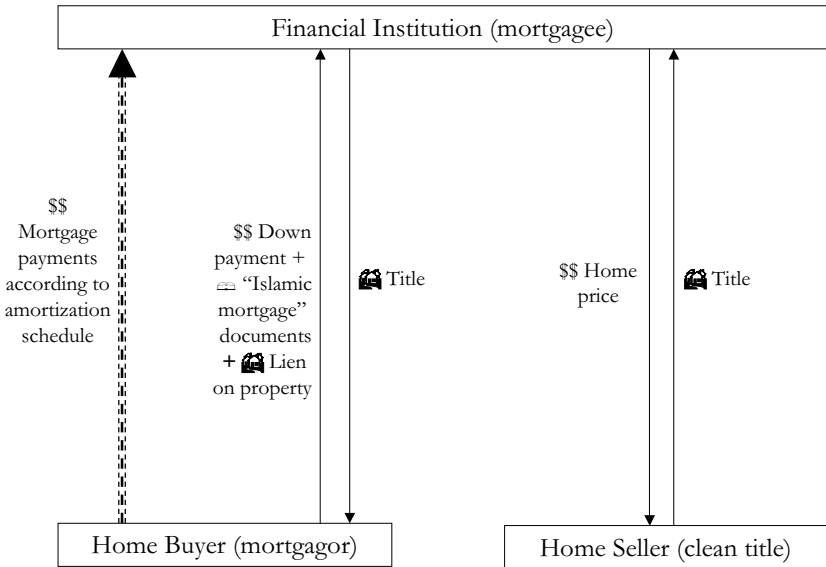 Financial Institution (mortgagee)
$$
Mortgage
payments
according to
amortization
schedule
$$ Down
payment +
“Islamic
mortgage”
documents
+ Lien
on property
Title
$$ Home
price
Title
Home Buyer (mortgagor)
Home Seller (clean title)